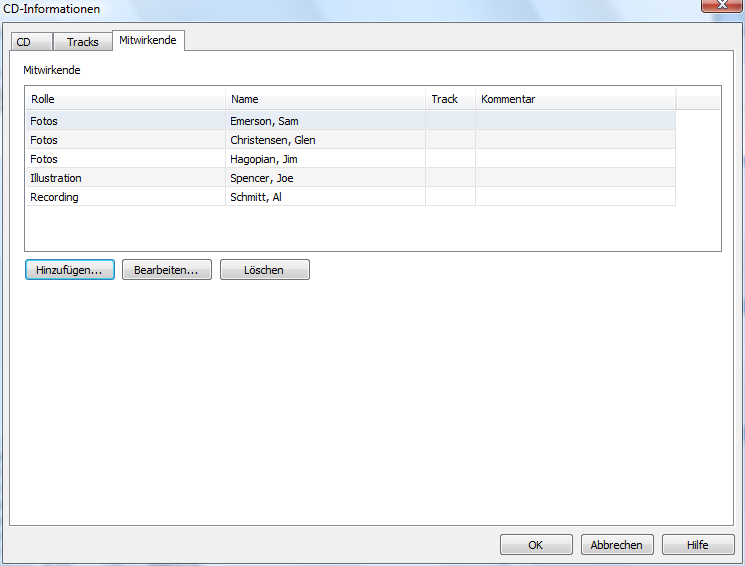 CD-Informationen
CD Tracks Mitwirkende
Mitwirkende
Rolle Name Track Kommentar
Fotos Emerson, Sam
Fotos Christensen, Glen
Fotos Hagopian, Jim
Illustration Spencer, Joe
Recording Schmitt, Al
Hinzufügen... Bearbeiten... Löschen
OK Abbrechen Hilfe